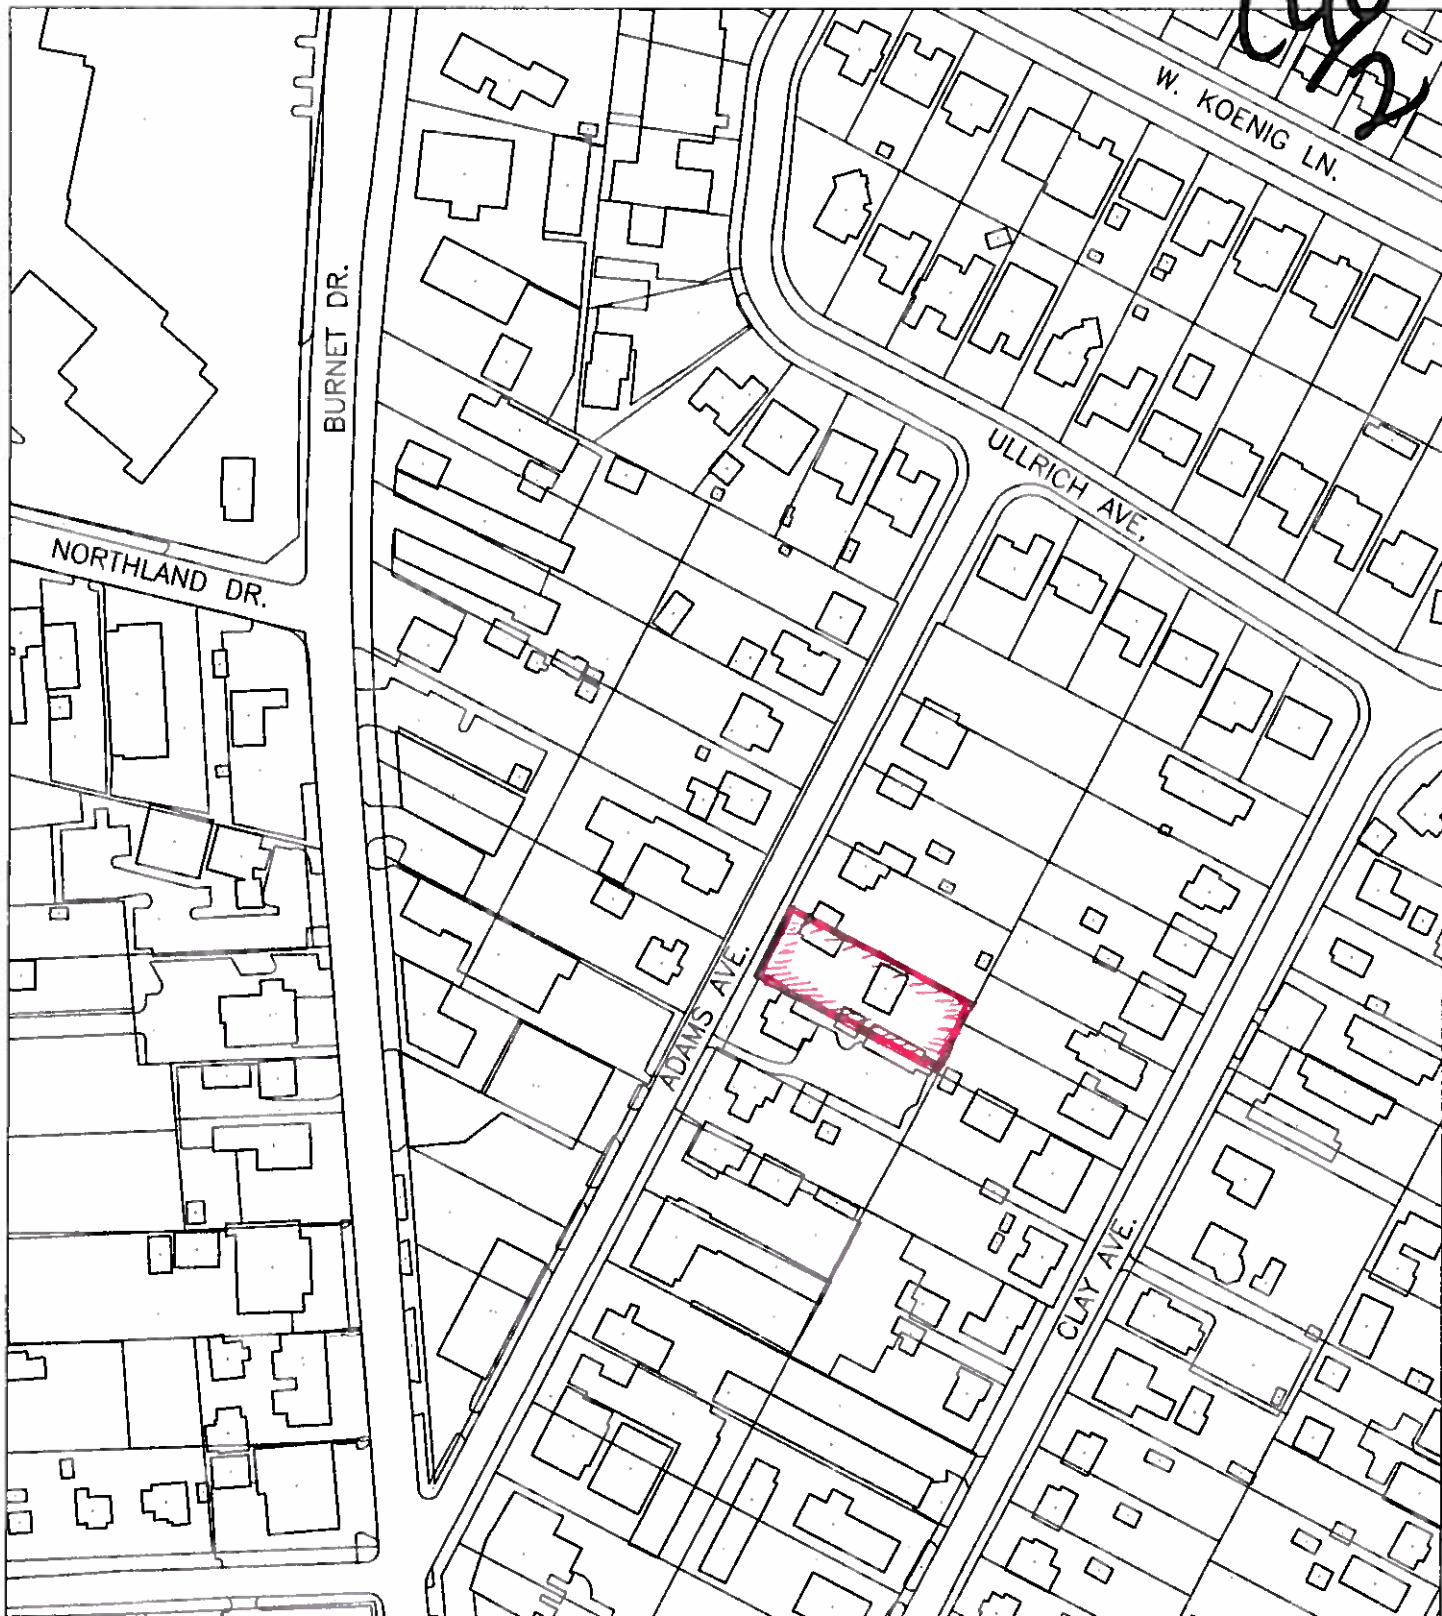 W. KOENIG LN.
BURNET DR.
ULLRICH AVE,
NORTHLAND DR.
ADAMS AVE.
CLAY AVE.